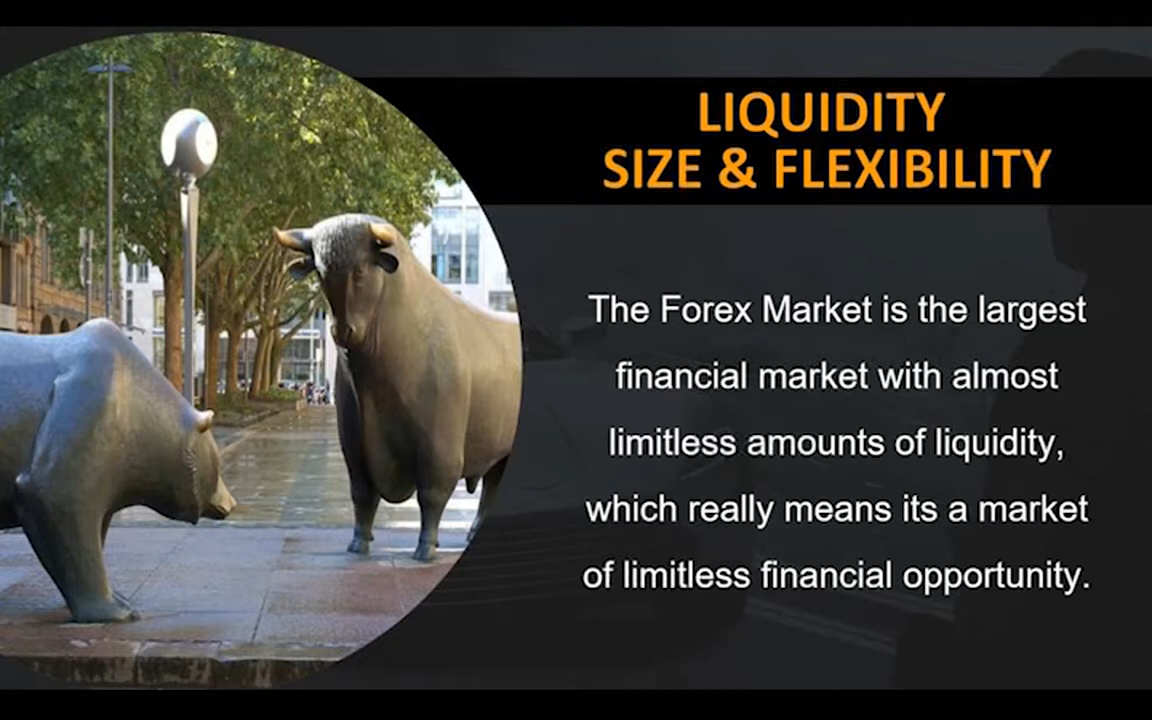 LIQUIDITY
SIZE & FLEXIBILITY
The Forex Market is the largest
financial market with almost
limitless amounts of liquidity,
which really means its a market
of limitless financial opportunity.